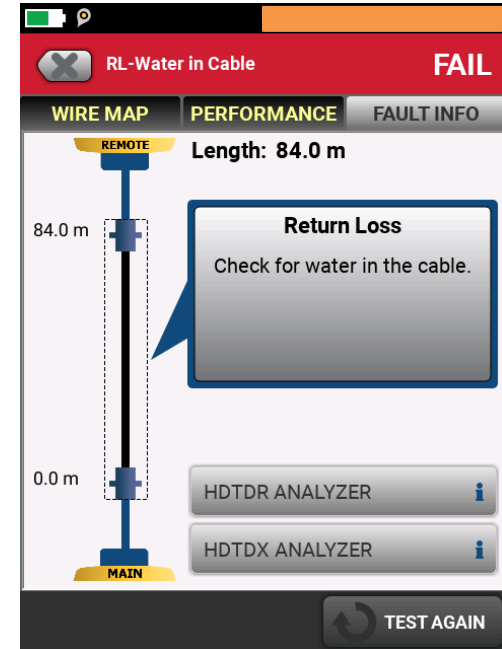 RL-Water in Cable
FAIL
WIRE MAP
PERFORMANCE
FAULT INFO
REMOTE
Length: 84.0 m
84.0 m
Return Loss
Check for water in the cable.
0.0 m
HDTDR ANALYZER
i
HDTDX ANALYZER
i
MAIN
TEST AGAIN